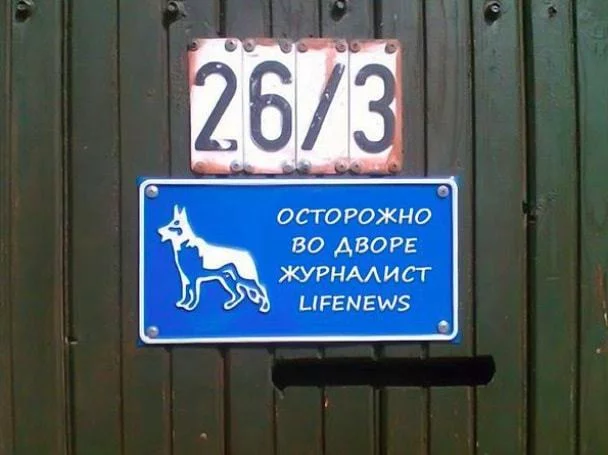 26/3
ОСТОРОЖНО
ВО ДВОРЕ
ЖУРНАЛИСТ
LIFENEWS